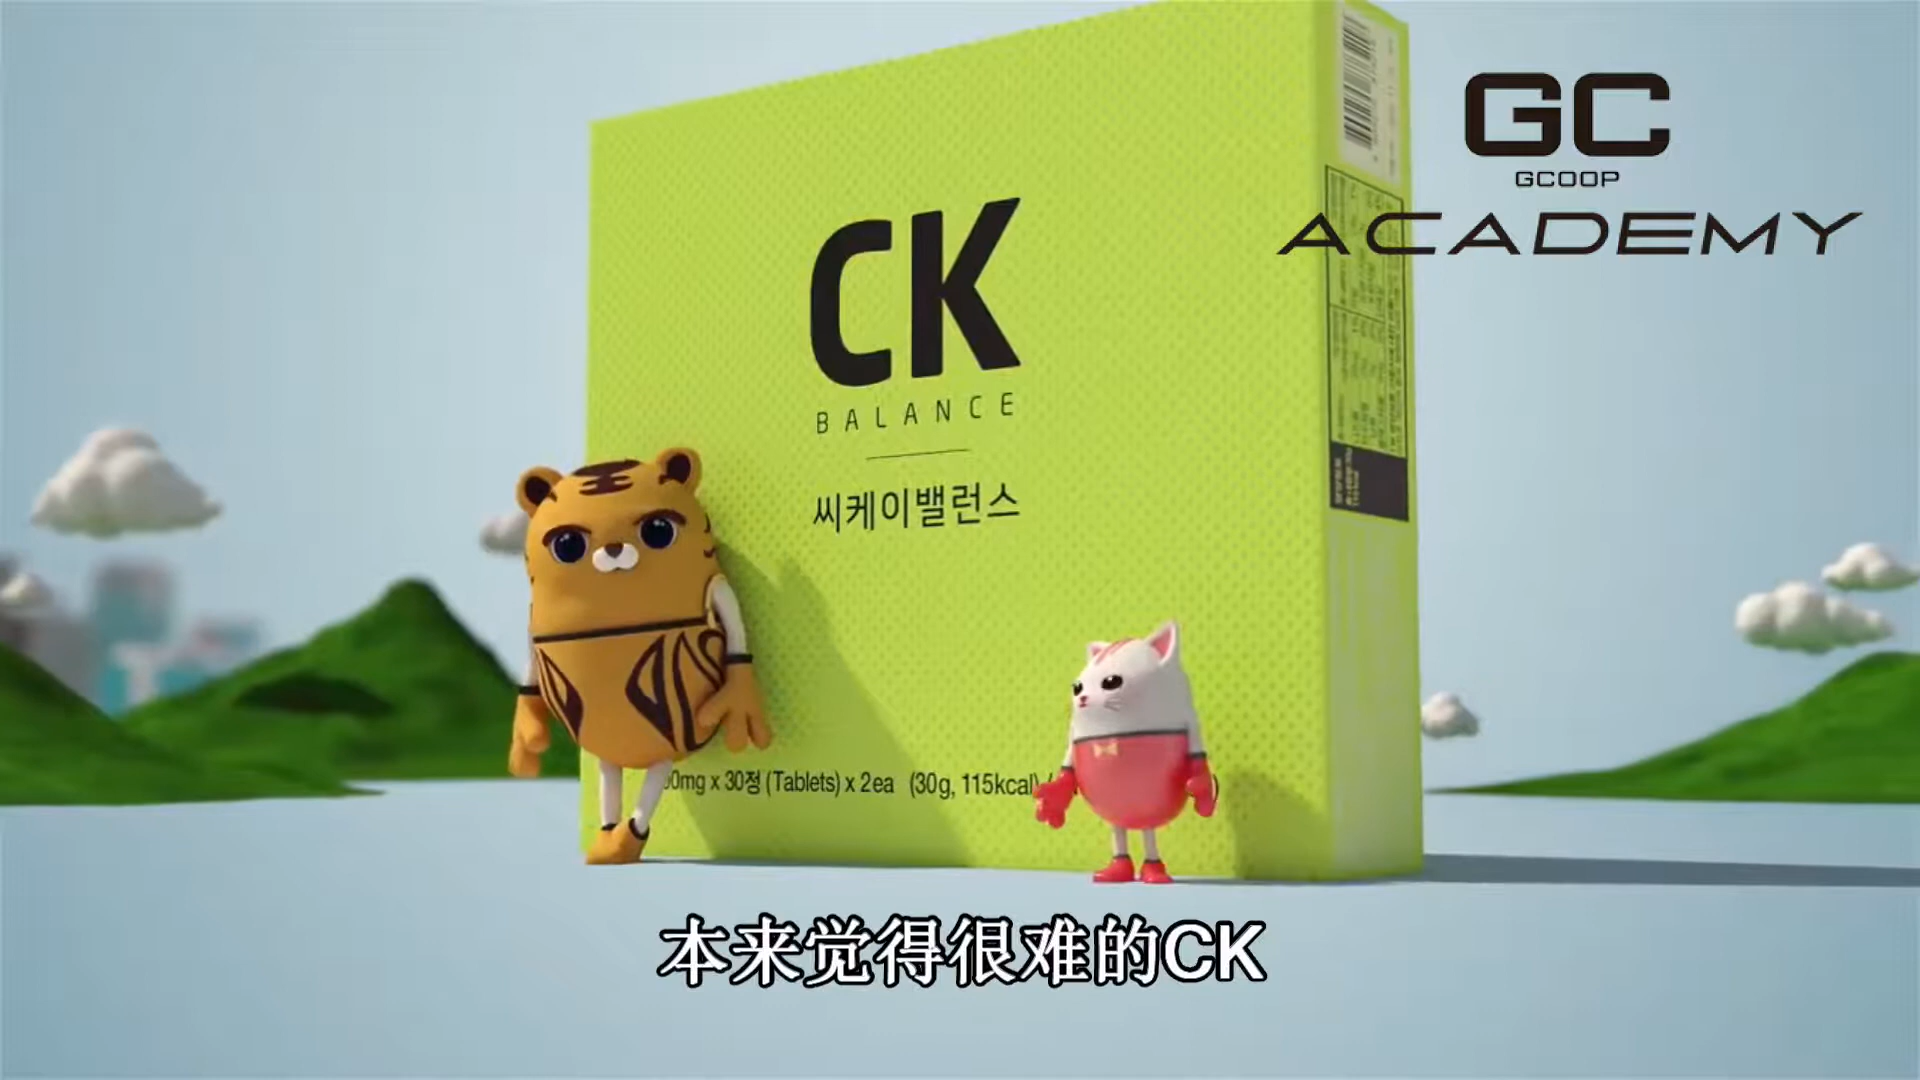 GC
GCOOP
ACADEMY
CK
BALANCE
씨케이밸런스
0mg x 30정 (Tablets) x 2ea (30g, 115kcal)
本来觉得很难的CK